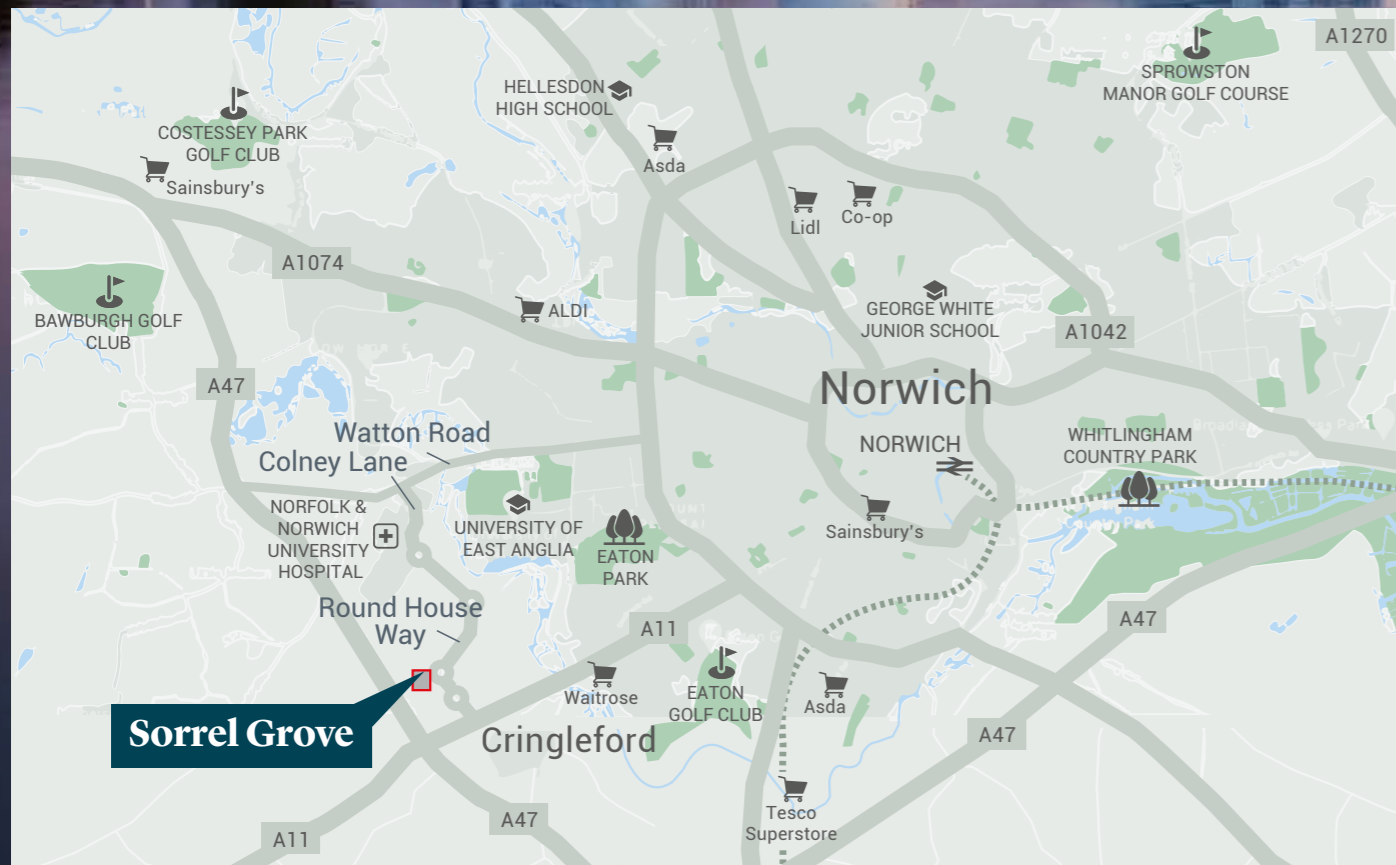 A1270
SPROWSTON
MANOR GOLF COURSE
HELLESDON
HIGH SCHOOL
COSTESSEY PARK
GOLF CLUB
Sainsbury's
Asda
Lidl
Co-op
A1074
BAWBURGH GOLF
CLUB
ALDI
GEORGE WHITE
JUNIOR SCHOOL
A1042
A47
Norwich
Watton Road
Colney Lane
NORWICH
WHITLINGHAM
COUNTRY PARK
NORFOLK &
NORWICH
UNIVERSITY
HOSPITAL
UNIVERSITY OF
EAST ANGLIA
EATON
PARK
Sainsbury's
Round House
Way
A11
A47
Waitrose
EATON
GOLF CLUB
Asda
Sorrel Grove
Cringleford
A47
Tesco
Superstore
A47
A11